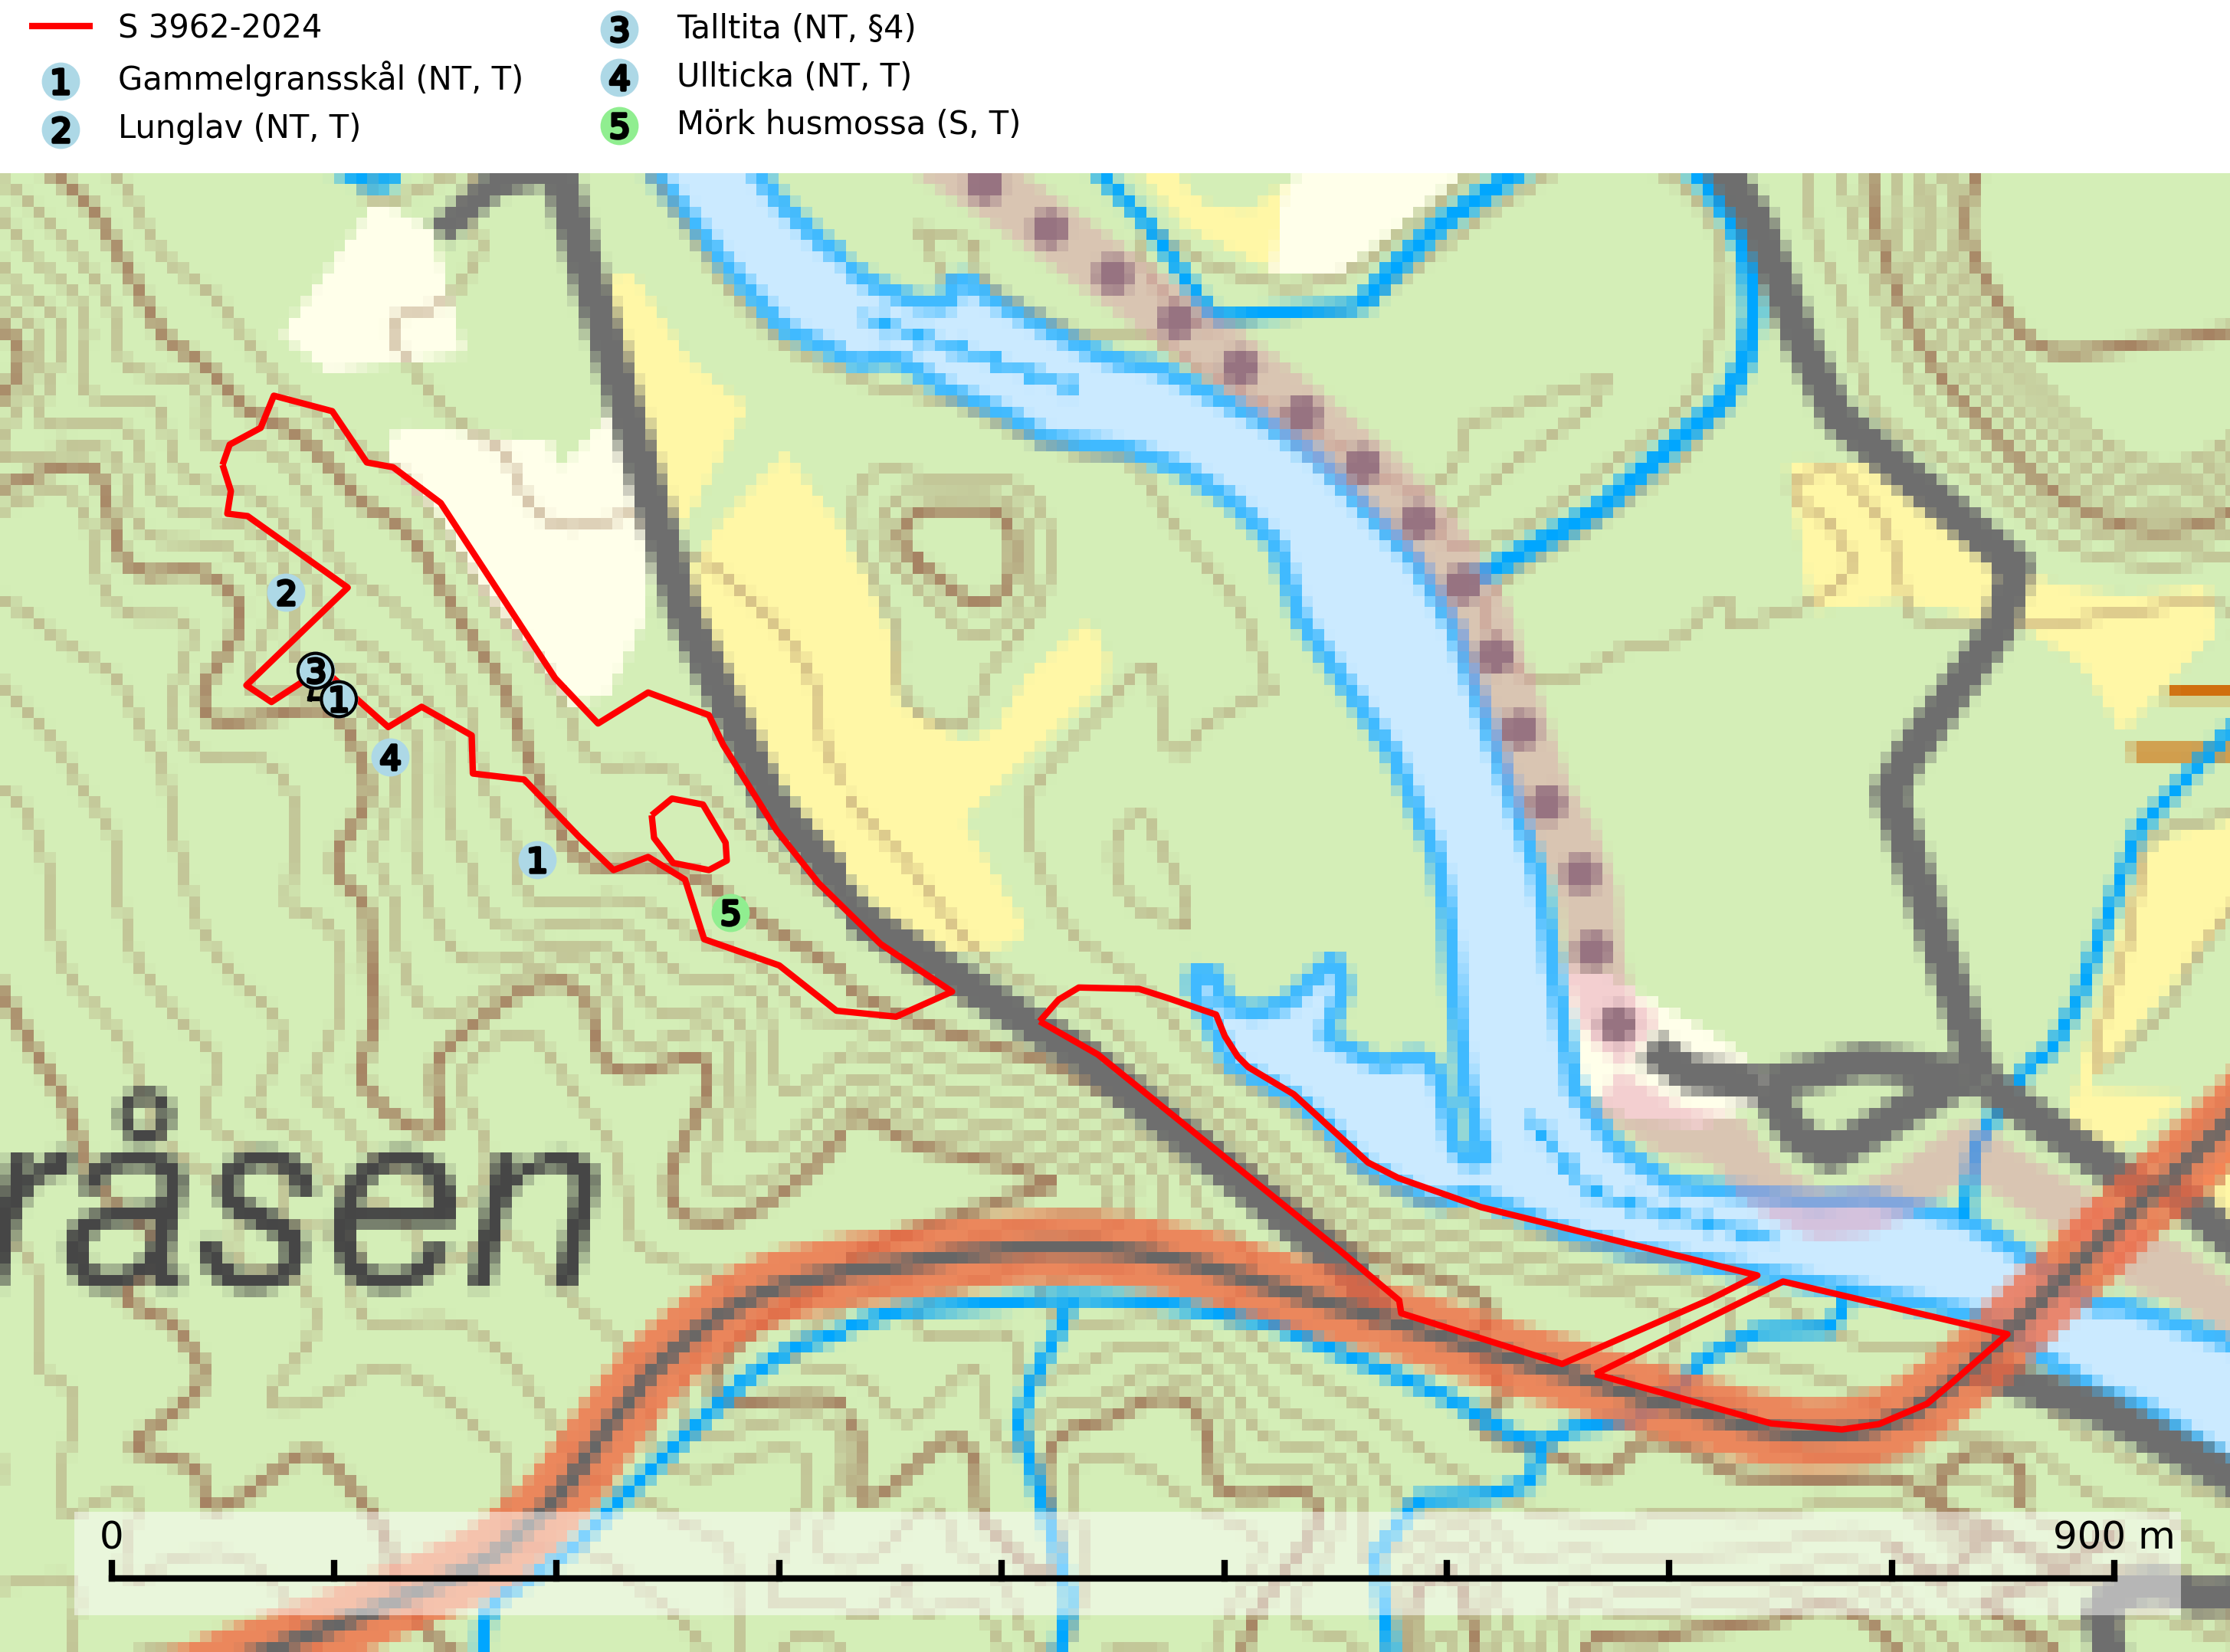 S 3962-2024
1 Gammelgransskål (NT, T)
2 Lunglav (NT, T)
3 Talltita (NT, §4)
4 Ullticka (NT, T)
5 Mörk husmossa (S, T)
2
3
1
4
1
5
råsen
0 900 m